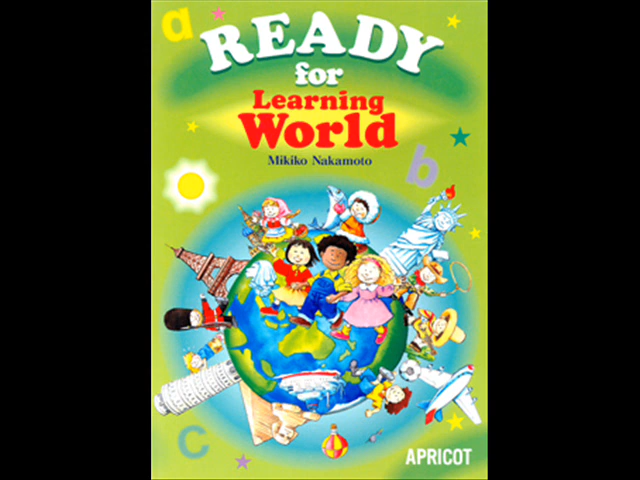 a
READY
for
Learning
World
Mikiko Nakamoto
b
c
APRICOT